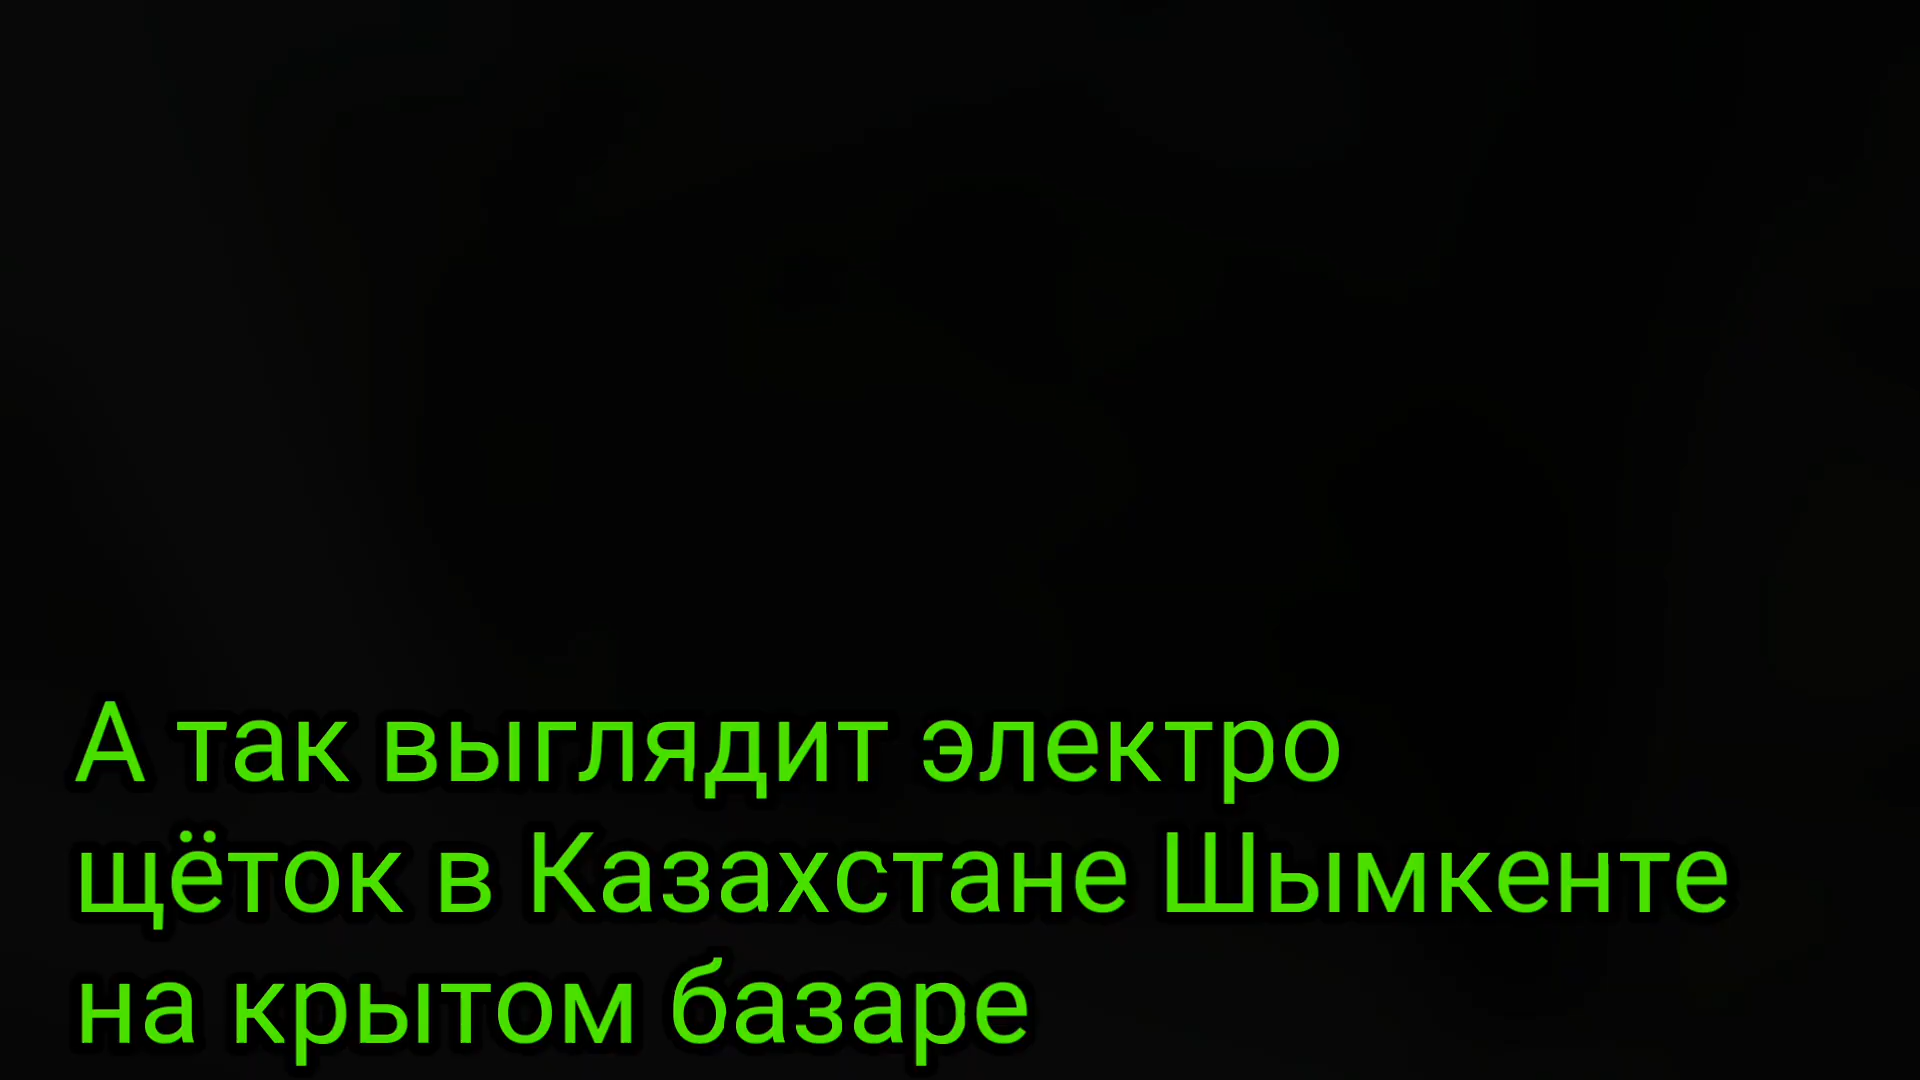 А так выглядит электро
щёток в Казахстане Шымкенте
на крытом базаре